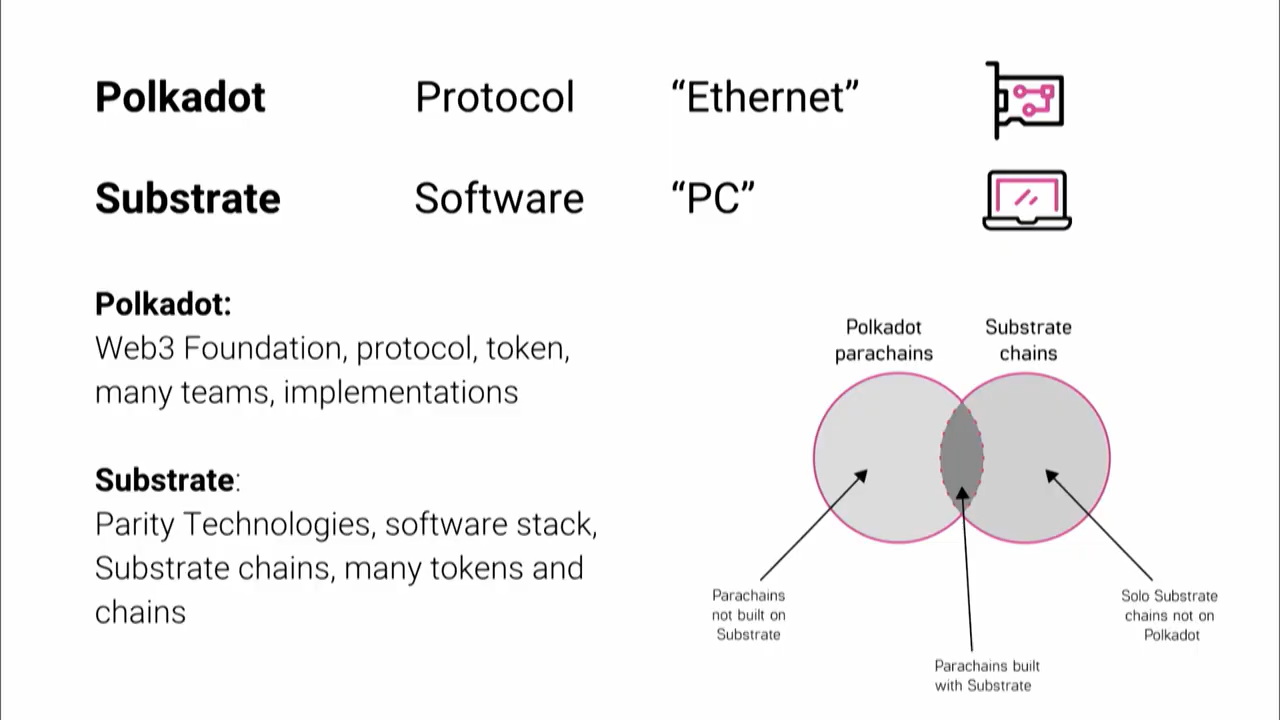 Polkadot Protocol “Ethernet”
Substrate Software “PC”
Polkadot:
Web3 Foundation, protocol, token,
many teams, implementations
Substrate:
Parity Technologies, software stack,
Substrate chains, many tokens and
chains
Polkadot
parachains
Substrate
chains
Parachains
not built on
Substrate
Parachains built
with Substrate
Solo Substrate
chains not on
Polkadot